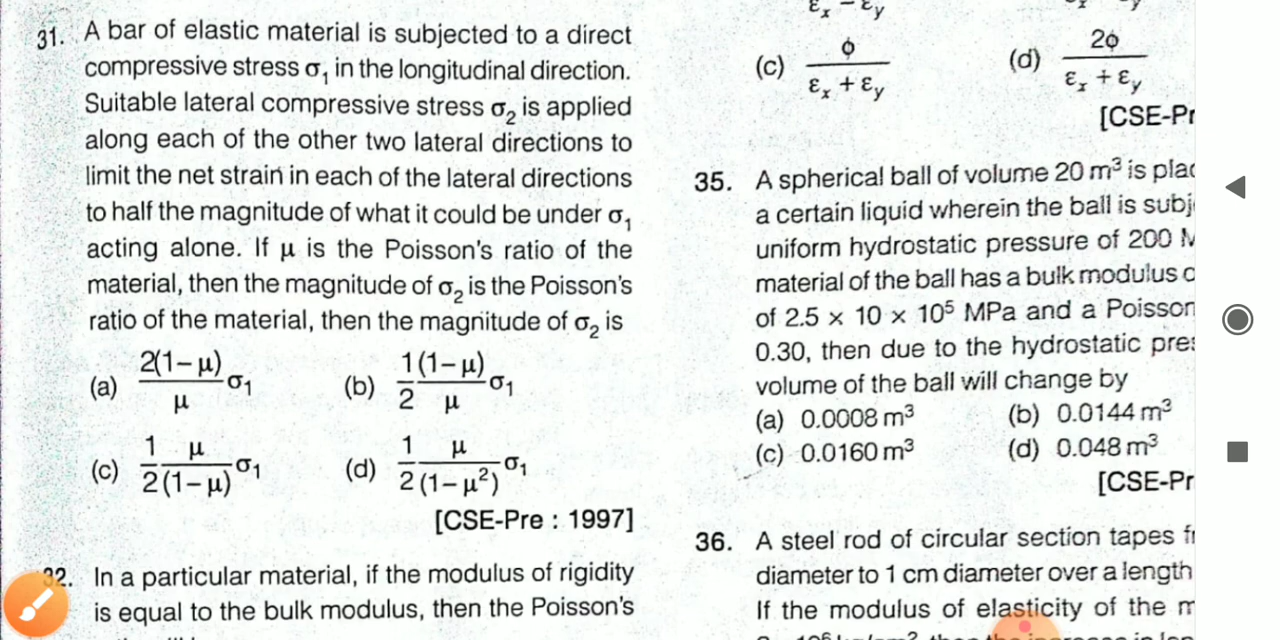 31. A bar of elastic material is subjected to a direct
compressive stress σ₁ in the longitudinal direction.
Suitable lateral compressive stress σ₂ is applied
along each of the other two lateral directions to
limit the net strain in each of the lateral directions
to half the magnitude of what it could be under σ₁
acting alone. If μ is the Poisson's ratio of the
material, then the magnitude of σ₂ is the Poisson's
ratio of the material, then the magnitude of σ₂ is
(a) 2(1−μ)/μ σ₁ (b) 1/2 (1−μ)/μ σ₁
(c) 1/2 μ/(1−μ) σ₁ (d) 1/2 μ/(1−μ²) σ₁
[CSE-Pre : 1997]
32. In a particular material, if the modulus of rigidity
is equal to the bulk modulus, then the Poisson's
εₓ − εᵧ
(c) ϕ/(εₓ + εᵧ) (d) 2ϕ/(εₓ + εᵧ)
[CSE-Pr
35. A spherical ball of volume 20 m³ is plac
a certain liquid wherein the ball is subj
uniform hydrostatic pressure of 200 M
material of the ball has a bulk modulus o
of 2.5 × 10 × 10⁵ MPa and a Poisson
0.30, then due to the hydrostatic pres
volume of the ball will change by
(a) 0.0008 m³ (b) 0.0144 m³
(c) 0.0160 m³ (d) 0.048 m³
[CSE-Pr
36. A steel rod of circular section tapes fr
diameter to 1 cm diameter over a length
If the modulus of elasticity of the m